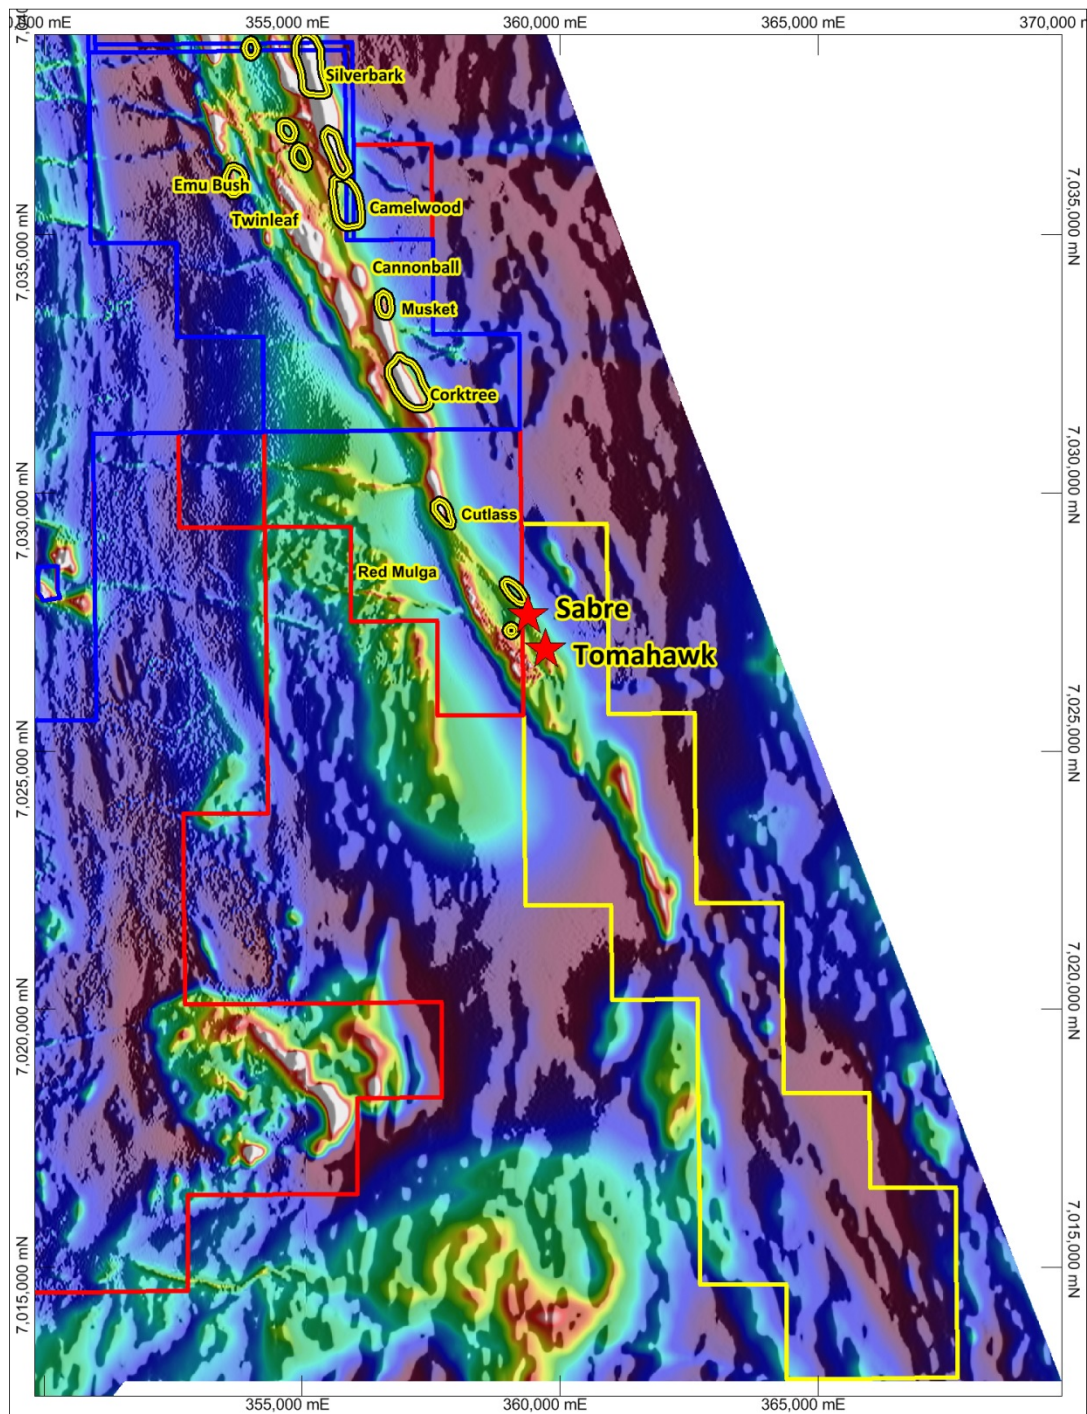 355,000 mE
360,000 mE
365,000 mE
370,000 mE
Silverbark
Emu Bush
Twinleaf
Camelwood
7,035,000 mN
7,035,000 mN
Cannonball
Musket
Corktree
7,030,000 mN
7,030,000 mN
Cutlass
Red Mulga
Sabre
Tomahawk
7,025,000 mN
7,025,000 mN
7,020,000 mN
7,020,000 mN
7,015,000 mN
7,015,000 mN
355,000 mE
360,000 mE
365,000 mE